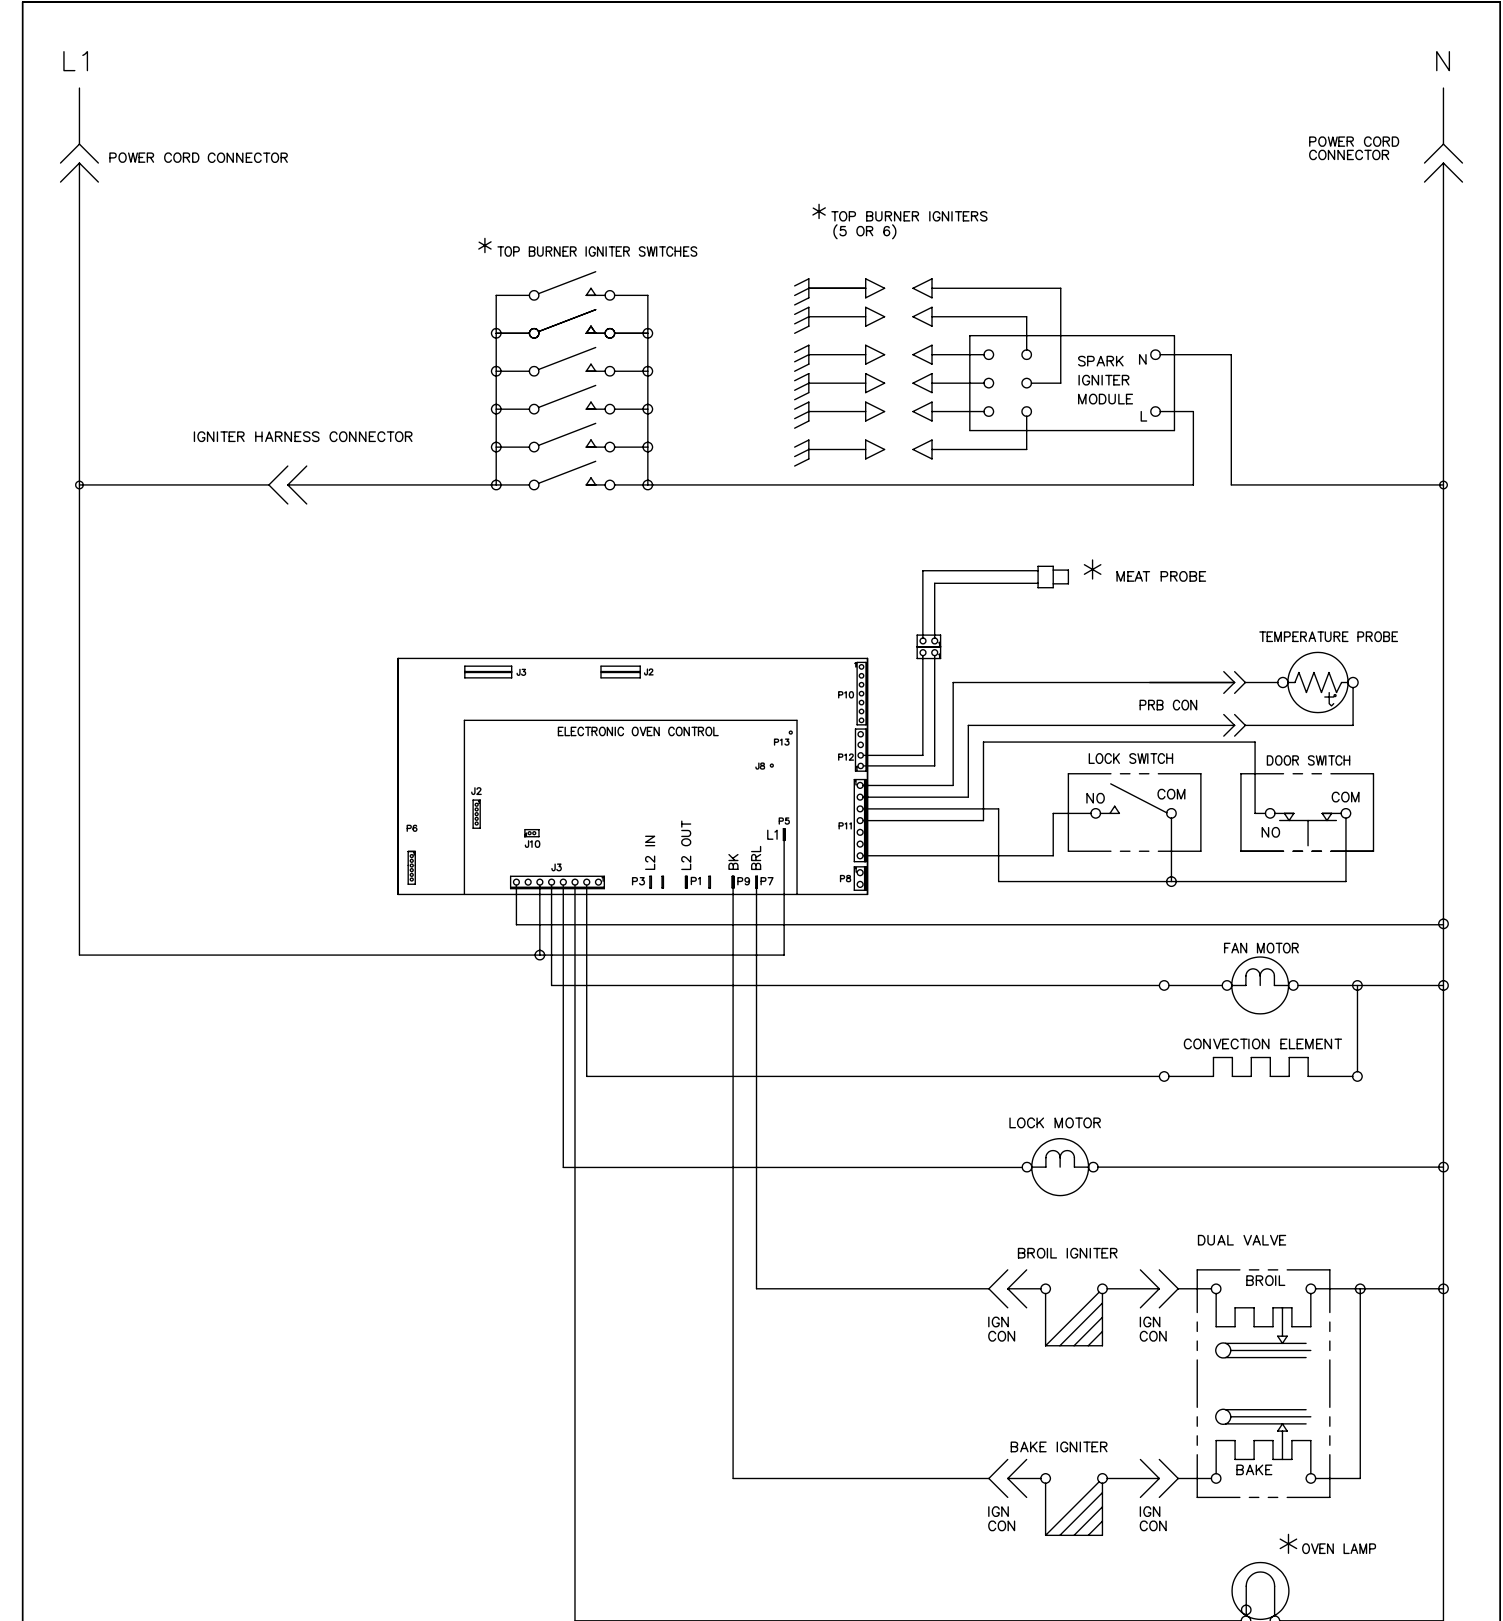 L1
N
POWER CORD CONNECTOR
POWER CORD
CONNECTOR
* TOP BURNER IGNITERS
(5 OR 6)
* TOP BURNER IGNITER SWITCHES
SPARK
IGNITER
MODULE
N
L
IGNITER HARNESS CONNECTOR
* MEAT PROBE
TEMPERATURE PROBE
t°
PRB CON
J3
J2
P10
ELECTRONIC OVEN CONTROL
P13
P12
J8
LOCK SWITCH
DOOR SWITCH
NO
COM
COM
NO
J2
P6
J10
P5
L1
P11
L2 IN
L2 OUT
BK
BRL
J3
P3
P1
P9
P7
P8
1
FAN MOTOR
CONVECTION ELEMENT
LOCK MOTOR
DUAL VALVE
BROIL IGNITER
BROIL
IGN
CON
IGN
CON
BAKE IGNITER
BAKE
IGN
CON
IGN
CON
* OVEN LAMP